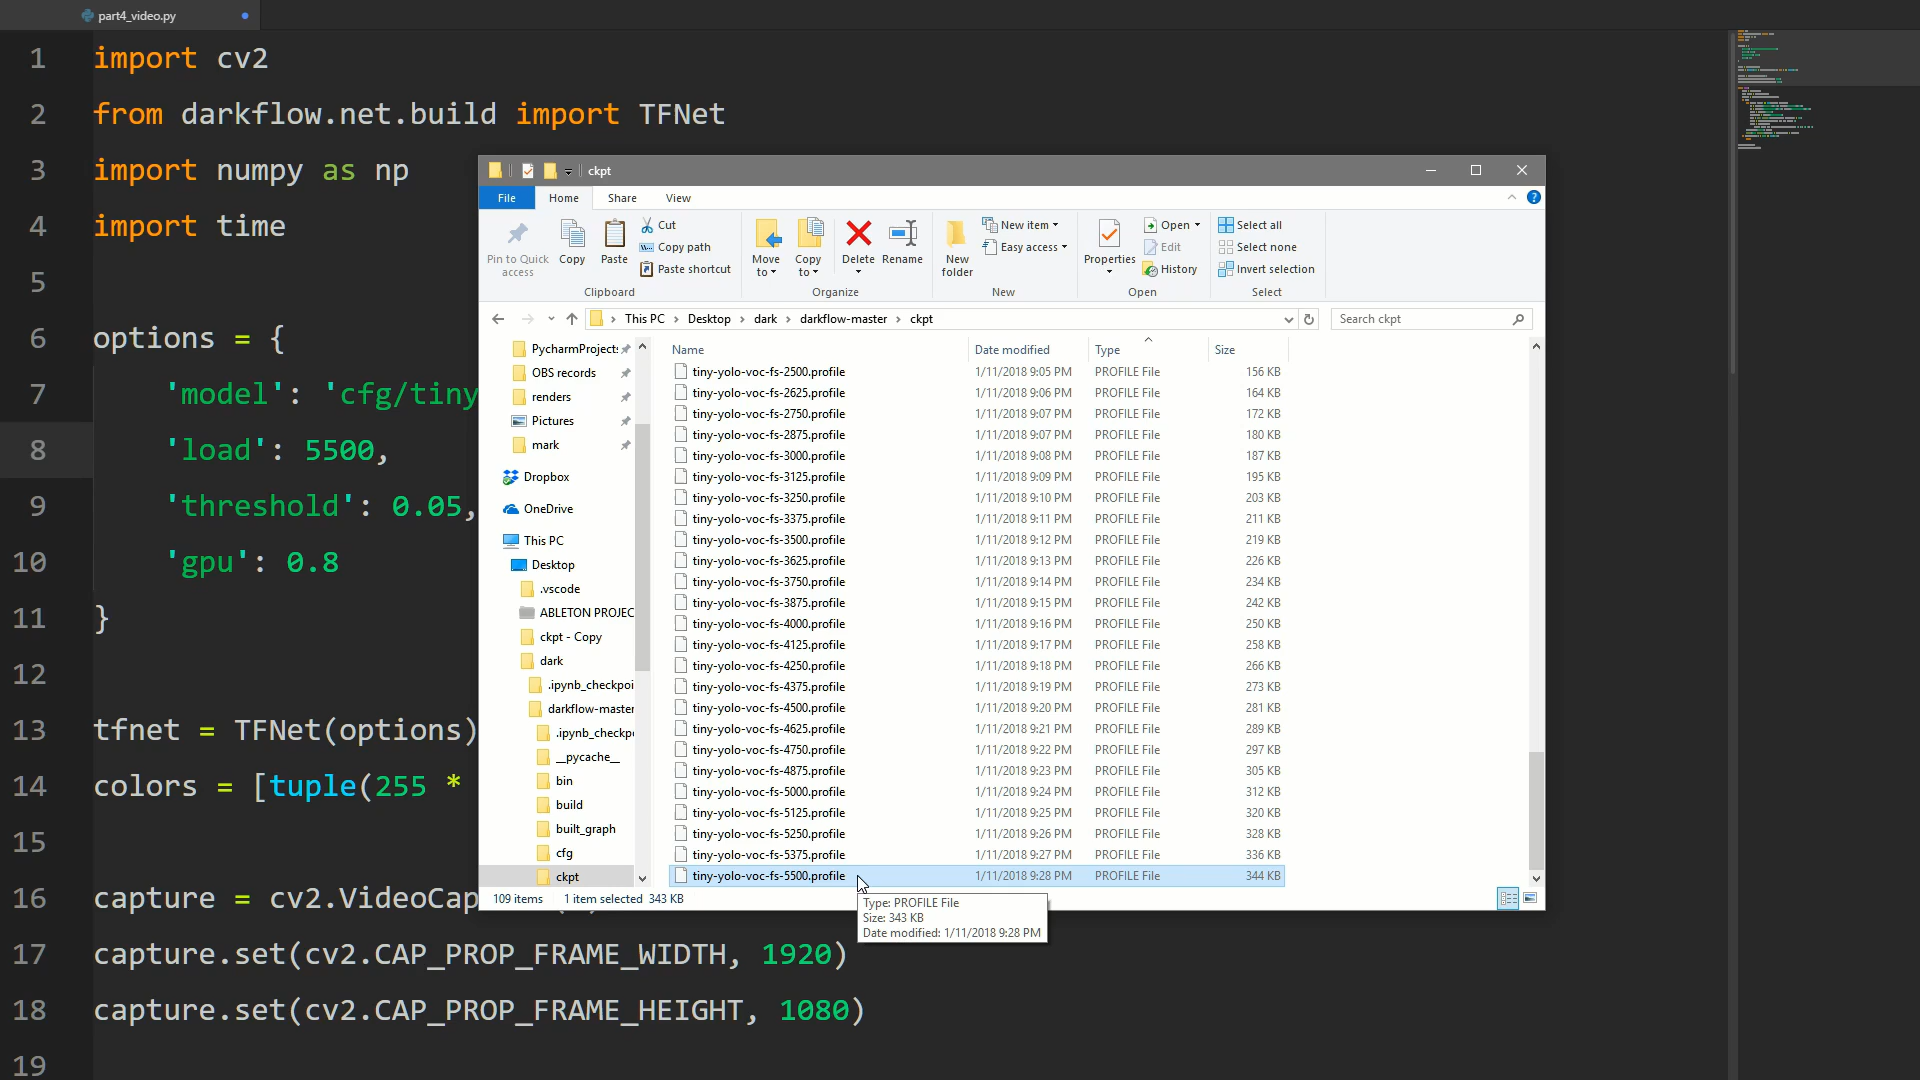 part4_video.py
1 import cv2
2 from darkflow.net.build import TFNet
3 import numpy as np
4 import time
5
6 options = {
7 'model': 'cfg/tiny
8 'load': 5500,
9 'threshold': 0.05,
10 'gpu': 0.8
11 }
12
13 tfnet = TFNet(options)
14 colors = [tuple(255 *
15
16 capture = cv2.VideoCap
17 capture.set(cv2.CAP_PROP_FRAME_WIDTH, 1920)
18 capture.set(cv2.CAP_PROP_FRAME_HEIGHT, 1080)
19
ckpt
File Home Share View
Pin to Quick access
Copy
Paste
Cut
Copy path
Paste shortcut
Clipboard
Move to
Copy to
Delete
Rename
Organize
New folder
New item
Easy access
New
Properties
Open
Edit
History
Open
Select all
Select none
Invert selection
Select
This PC > Desktop > dark > darkflow-master > ckpt
Search ckpt
PycharmProjects
OBS records
renders
Pictures
mark
Dropbox
OneDrive
This PC
Desktop
.vscode
ABLETON PROJEC
ckpt - Copy
dark
.ipynb_checkpoi
darkflow-master
.ipynb_checkp
__pycache__
bin
build
built_graph
cfg
ckpt
Name Date modified Type Size
tiny-yolo-voc-fs-2500.profile 1/11/2018 9:05 PM PROFILE File 156 KB
tiny-yolo-voc-fs-2625.profile 1/11/2018 9:06 PM PROFILE File 164 KB
tiny-yolo-voc-fs-2750.profile 1/11/2018 9:07 PM PROFILE File 172 KB
tiny-yolo-voc-fs-2875.profile 1/11/2018 9:07 PM PROFILE File 180 KB
tiny-yolo-voc-fs-3000.profile 1/11/2018 9:08 PM PROFILE File 187 KB
tiny-yolo-voc-fs-3125.profile 1/11/2018 9:09 PM PROFILE File 195 KB
tiny-yolo-voc-fs-3250.profile 1/11/2018 9:10 PM PROFILE File 203 KB
tiny-yolo-voc-fs-3375.profile 1/11/2018 9:11 PM PROFILE File 211 KB
tiny-yolo-voc-fs-3500.profile 1/11/2018 9:12 PM PROFILE File 219 KB
tiny-yolo-voc-fs-3625.profile 1/11/2018 9:13 PM PROFILE File 226 KB
tiny-yolo-voc-fs-3750.profile 1/11/2018 9:14 PM PROFILE File 234 KB
tiny-yolo-voc-fs-3875.profile 1/11/2018 9:15 PM PROFILE File 242 KB
tiny-yolo-voc-fs-4000.profile 1/11/2018 9:16 PM PROFILE File 250 KB
tiny-yolo-voc-fs-4125.profile 1/11/2018 9:17 PM PROFILE File 258 KB
tiny-yolo-voc-fs-4250.profile 1/11/2018 9:18 PM PROFILE File 266 KB
tiny-yolo-voc-fs-4375.profile 1/11/2018 9:19 PM PROFILE File 273 KB
tiny-yolo-voc-fs-4500.profile 1/11/2018 9:20 PM PROFILE File 281 KB
tiny-yolo-voc-fs-4625.profile 1/11/2018 9:21 PM PROFILE File 289 KB
tiny-yolo-voc-fs-4750.profile 1/11/2018 9:22 PM PROFILE File 297 KB
tiny-yolo-voc-fs-4875.profile 1/11/2018 9:23 PM PROFILE File 305 KB
tiny-yolo-voc-fs-5000.profile 1/11/2018 9:24 PM PROFILE File 312 KB
tiny-yolo-voc-fs-5125.profile 1/11/2018 9:25 PM PROFILE File 320 KB
tiny-yolo-voc-fs-5250.profile 1/11/2018 9:26 PM PROFILE File 328 KB
tiny-yolo-voc-fs-5375.profile 1/11/2018 9:27 PM PROFILE File 336 KB
tiny-yolo-voc-fs-5500.profile 1/11/2018 9:28 PM PROFILE File 344 KB
109 items 1 item selected 343 KB
Type: PROFILE File
Size: 343 KB
Date modified: 1/11/2018 9:28 PM